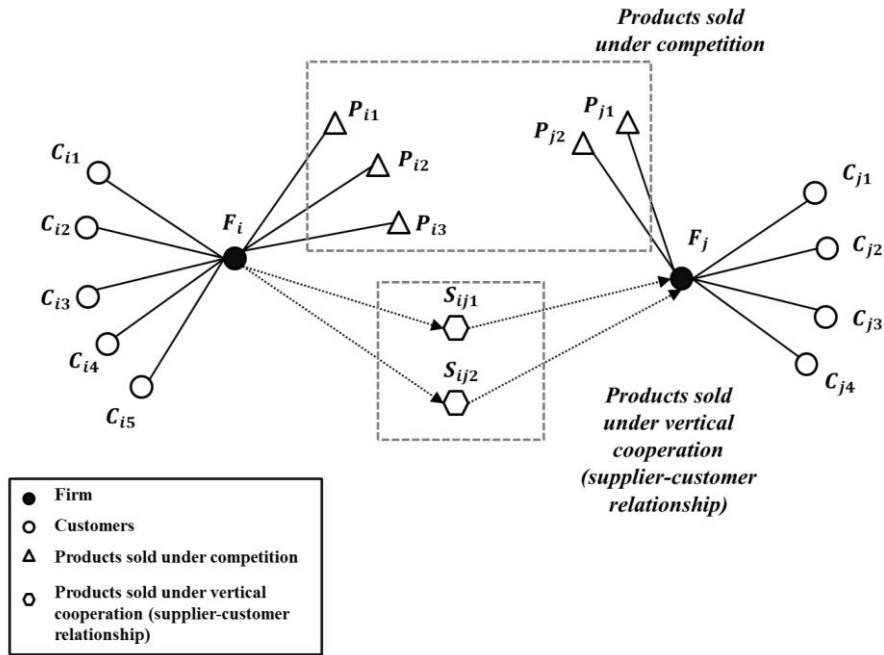 Products sold
under competition
P_{i1}
P_{j1}
P_{j2}
C_{i1}
P_{i2}
C_{j1}
C_{i2}
F_i
P_{i3}
F_j
C_{j2}
C_{i3}
S_{ij1}
C_{j3}
C_{i4}
S_{ij2}
C_{j4}
C_{i5}
Products sold
under vertical
cooperation
(supplier-customer
relationship)
Firm
Customers
Products sold under competition
Products sold under vertical
cooperation (supplier-customer
relationship)